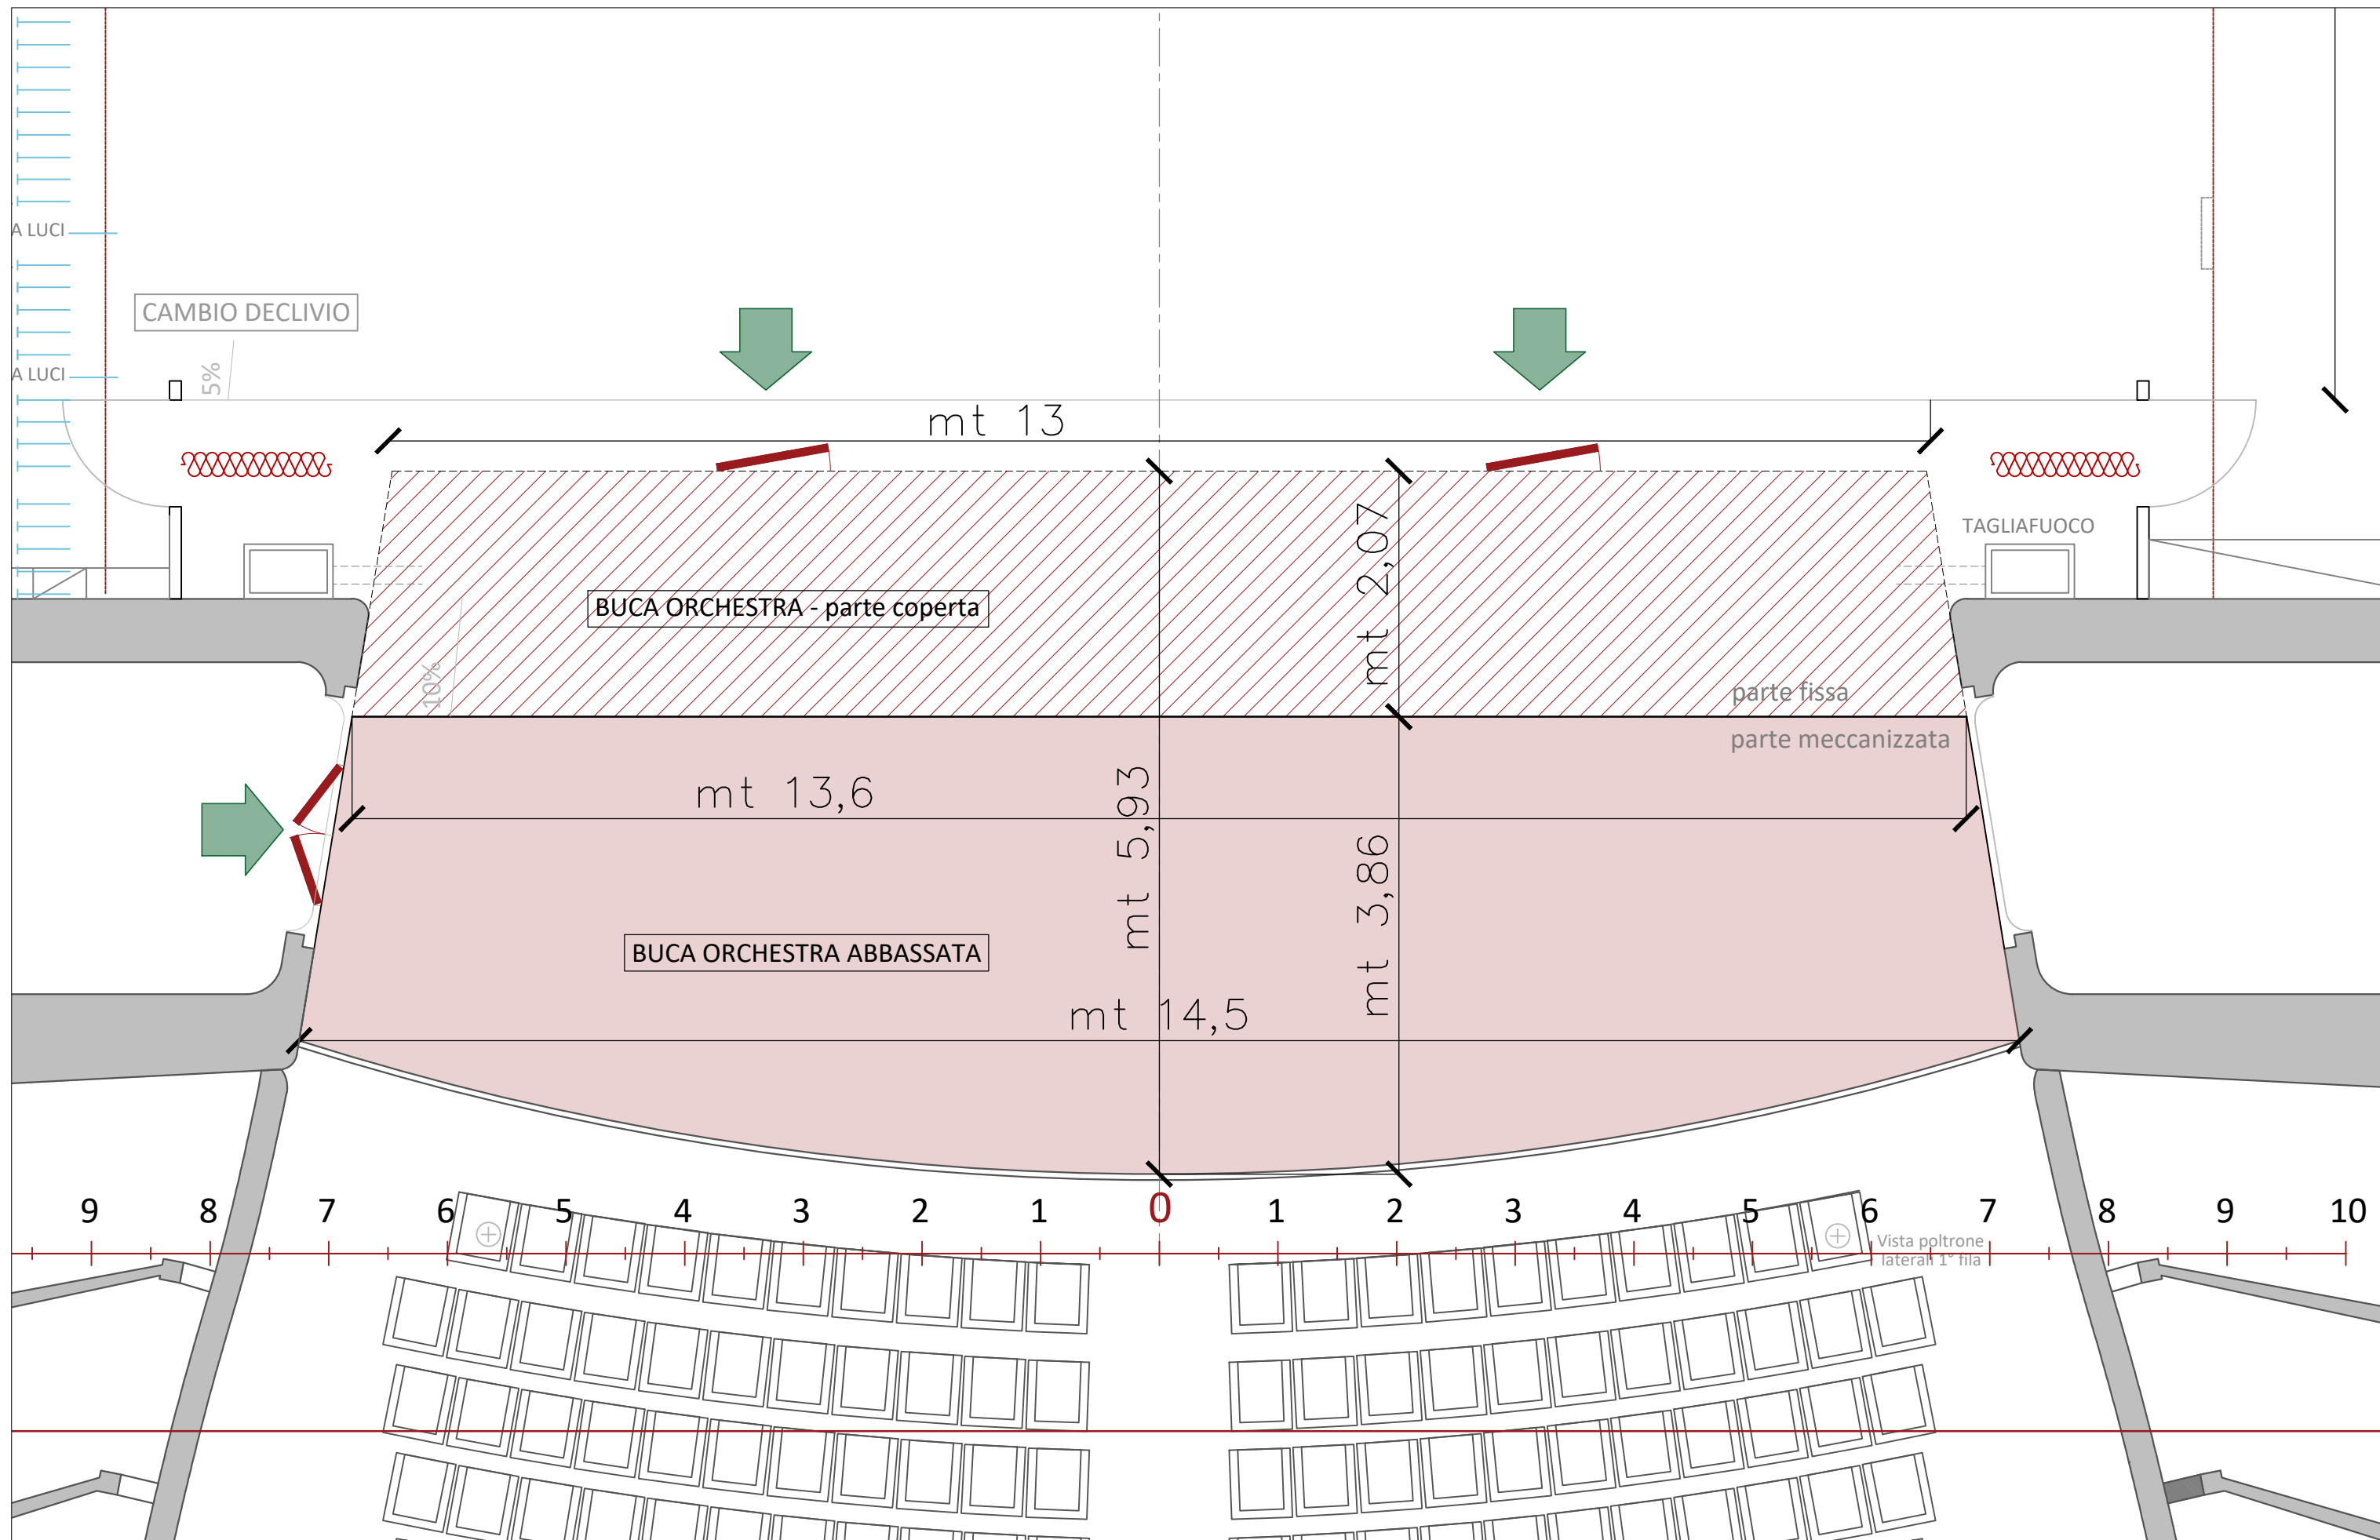 A LUCI
CAMBIO DECLIVIO
A LUCI
5%
mt 13
mt 2,07
TAGLIAFUOCO
BUCA ORCHESTRA - parte coperta
10%
parte fissa
parte meccanizzata
mt 13,6
mt 5,93
mt 3,86
BUCA ORCHESTRA ABBASSATA
mt 14,5
9 8 7 6 5 4 3 2 1 0 1 2 3 4 5 6 7 8 9 10
Vista poltrone
laterali 1° fila